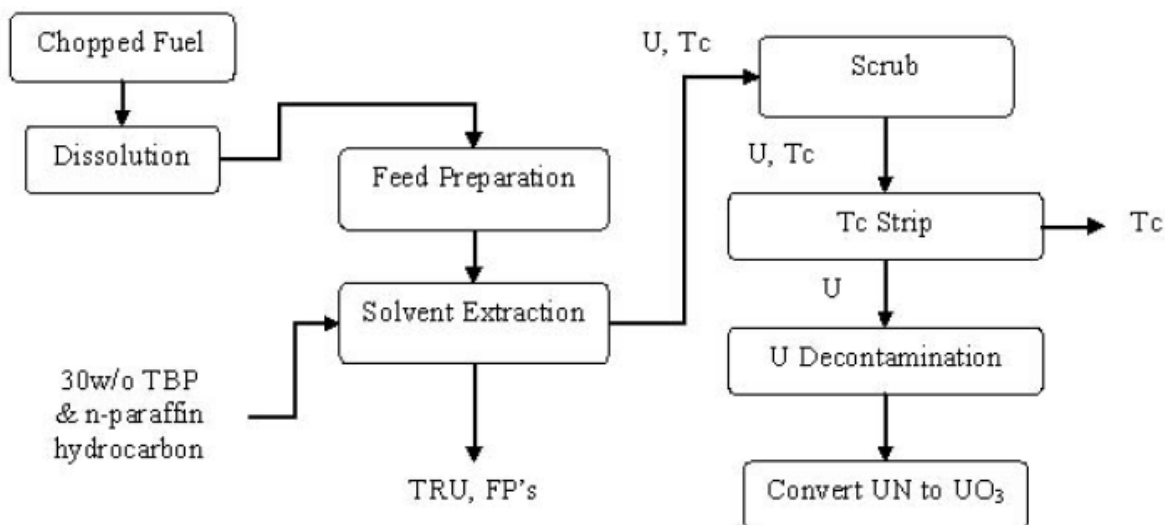 Chopped Fuel
Dissolution
Feed Preparation
Solvent Extraction
30w/o TBP
& n-paraffin
hydrocarbon
TRU, FP's
U, Tc
Scrub
U, Tc
Tc Strip
Tc
U
U Decontamination
Convert UN to UO₃